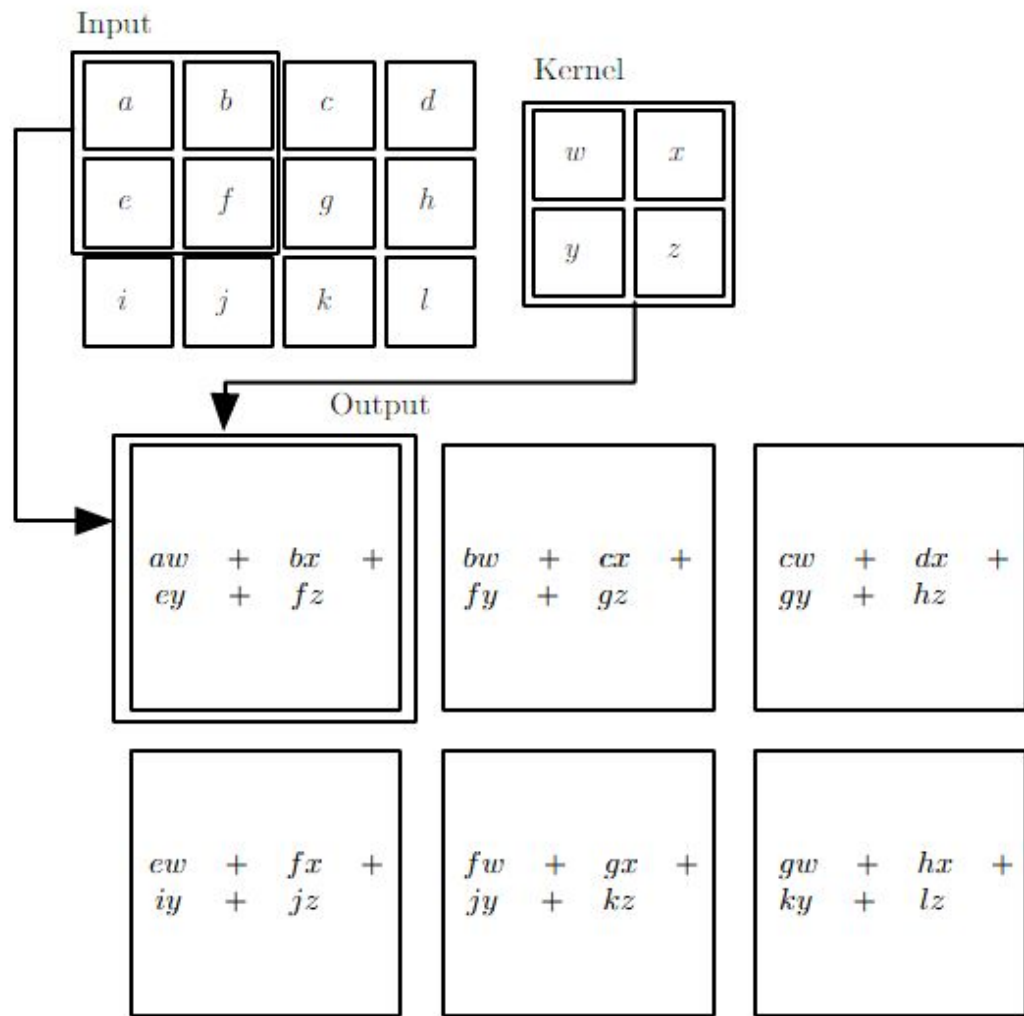 Input
a b c d
e f g h
i j k l
Kernel
w x
y z
Output
aw + bx +
ey + fz
bw + cx +
fy + gz
cw + dx +
gy + hz
ew + fx +
iy + jz
fw + gx +
jy + kz
gw + hx +
ky + lz